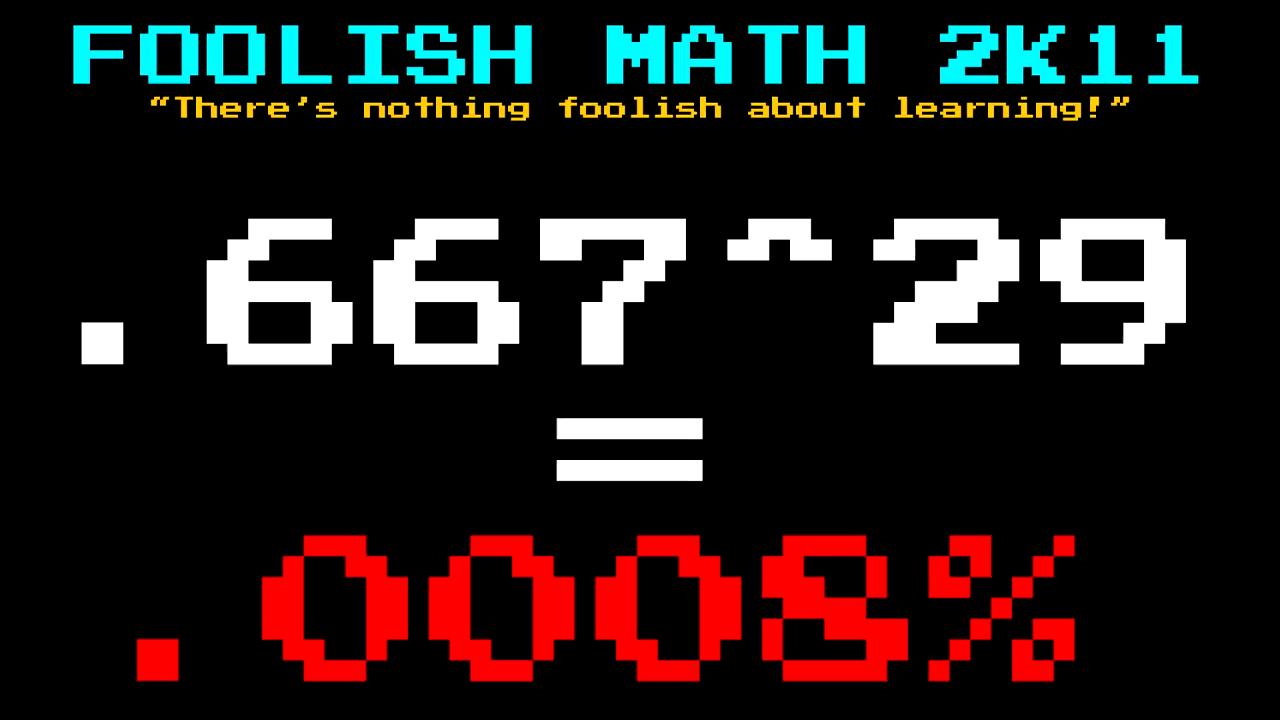 FOOLISH MATH 2K11
“There’s nothing foolish about learning!”
.667^29
=
.0008%